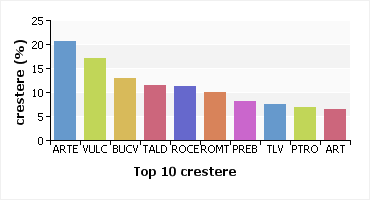 crestere (%)
25
20
15
10
5
0
ARTE VULC BUCV TALD ROCE ROMT PREB TLV PTRO ART
Top 10 crestere